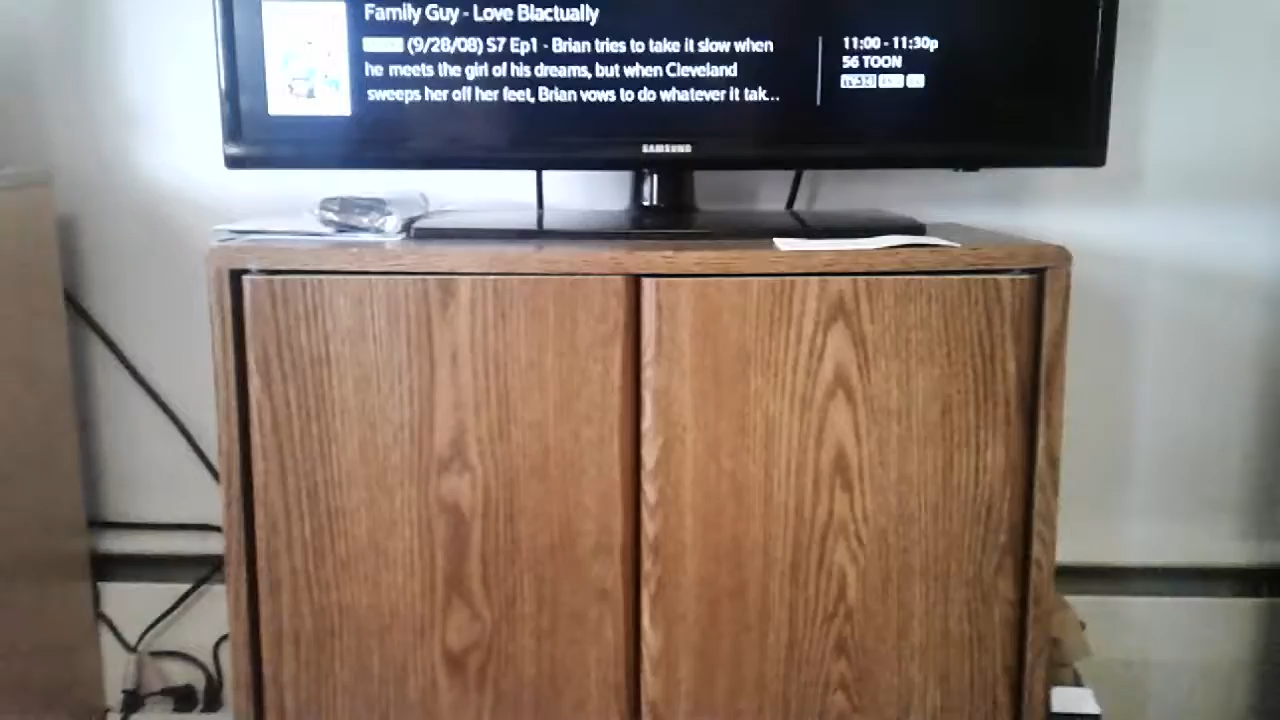 Family Guy - Love Blactually
(9/28/08) S7 Ep1 - Brian tries to take it slow when
he meets the girl of his dreams, but when Cleveland
sweeps her off her feet, Brian vows to do whatever it tak...
11:00 - 11:30p
56 TOON
SAMSUNG